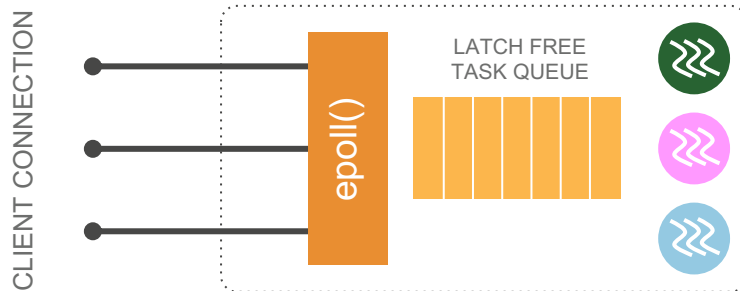 CLIENT CONNECTION
epoll()
LATCH FREE
TASK QUEUE